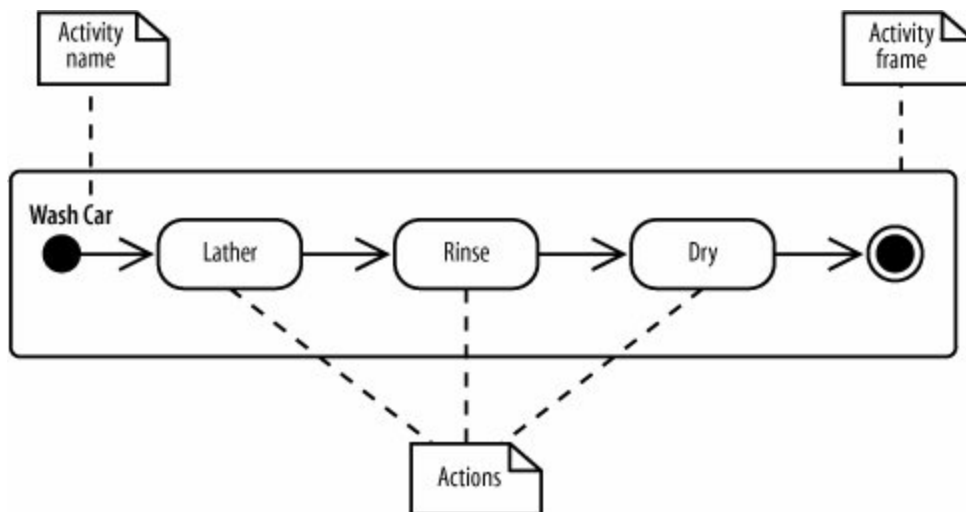 Activity
name
Activity
frame
Wash Car
Lather
Rinse
Dry
Actions